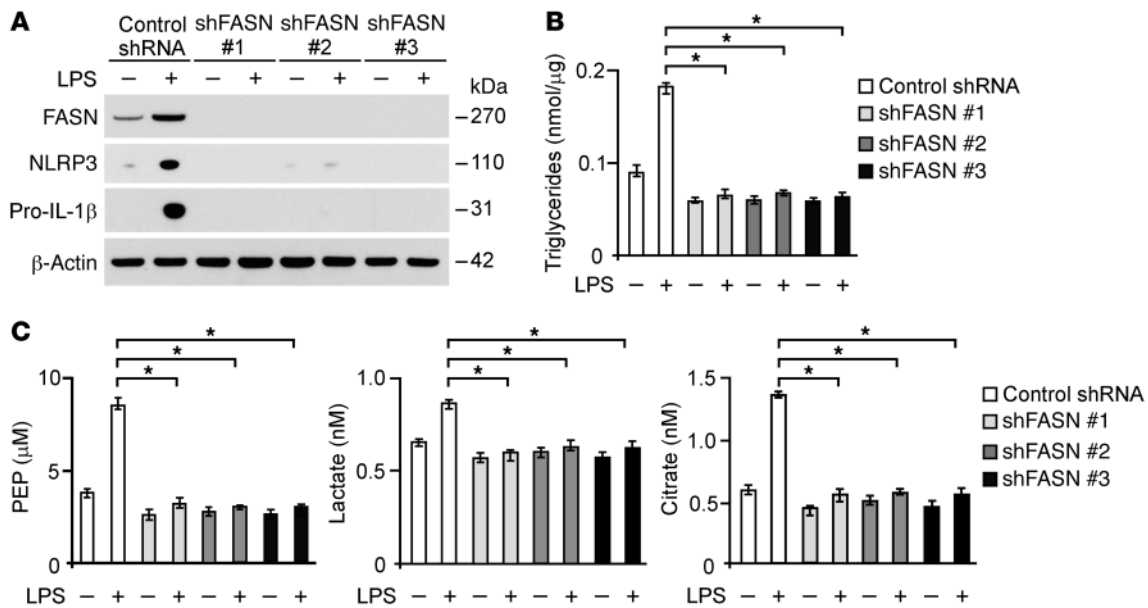 A
Control shRNA shFASN #1 shFASN #2 shFASN #3
LPS − + − + − + − + kDa
FASN −270
NLRP3 −110
Pro-IL-1β −31
β-Actin −42
B
* * *
Triglycerides (nmol/μg)
0.2
0.1
0
LPS − + − + − + − +
Control shRNA
shFASN #1
shFASN #2
shFASN #3
C
* * *
PEP (μM)
10
5
0
LPS − + − + − + − +
* * *
Lactate (nM)
1.0
0.5
0
LPS − + − + − + − +
* * *
Citrate (nM)
1.5
1.0
0.5
0
LPS − + − + − + − +
Control shRNA
shFASN #1
shFASN #2
shFASN #3